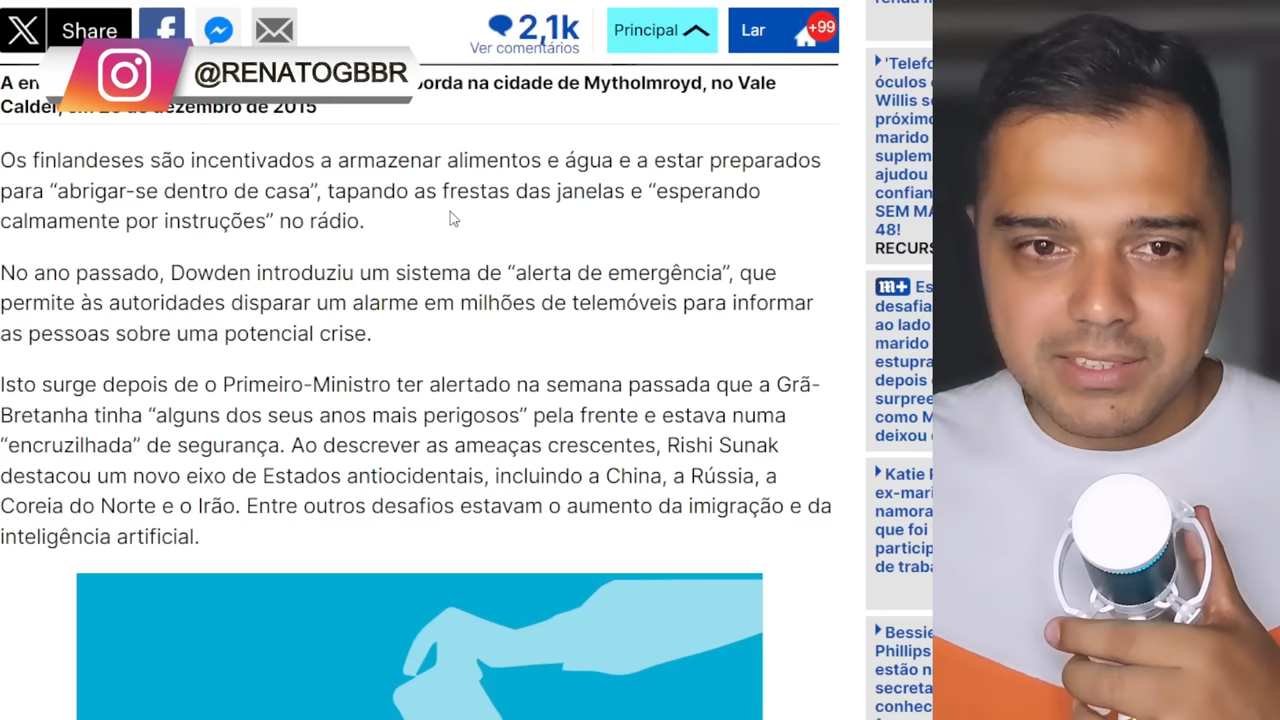 Share
2,1k
Ver comentários
Principal
Lar
+99
@RENATOGBBR
A en
borda na cidade de Mytholmroyd, no Vale
Calder,
dezembro de 2015
Os finlandeses são incentivados a armazenar alimentos e água e a estar preparados
para “abrigar-se dentro de casa”, tapando as frestas das janelas e “esperando
calmamente por instruções” no rádio.
No ano passado, Dowden introduziu um sistema de “alerta de emergência”, que
permite às autoridades disparar um alarme em milhões de telemóveis para informar
as pessoas sobre uma potencial crise.
Isto surge depois de o Primeiro-Ministro ter alertado na semana passada que a Grã-
Bretanha tinha “alguns dos seus anos mais perigosos” pela frente e estava numa
“encruzilhada” de segurança. Ao descrever as ameaças crescentes, Rishi Sunak
destacou um novo eixo de Estados antiocidentais, incluindo a China, a Rússia, a
Coreia do Norte e o Irão. Entre outros desafios estavam o aumento da imigração e da
inteligência artificial.
'Telefo
óculos
Willis s
próximo
marido
suplem
ajudou
confian
SEM MA
48!
RECURS
m+ Es
desafia
ao lado
marido
estupra
depois
surpree
como M
deixou
Katie
ex-mari
namora
que foi
particip
de traba
Bessie
Phillips
estão n
secreta
conhec